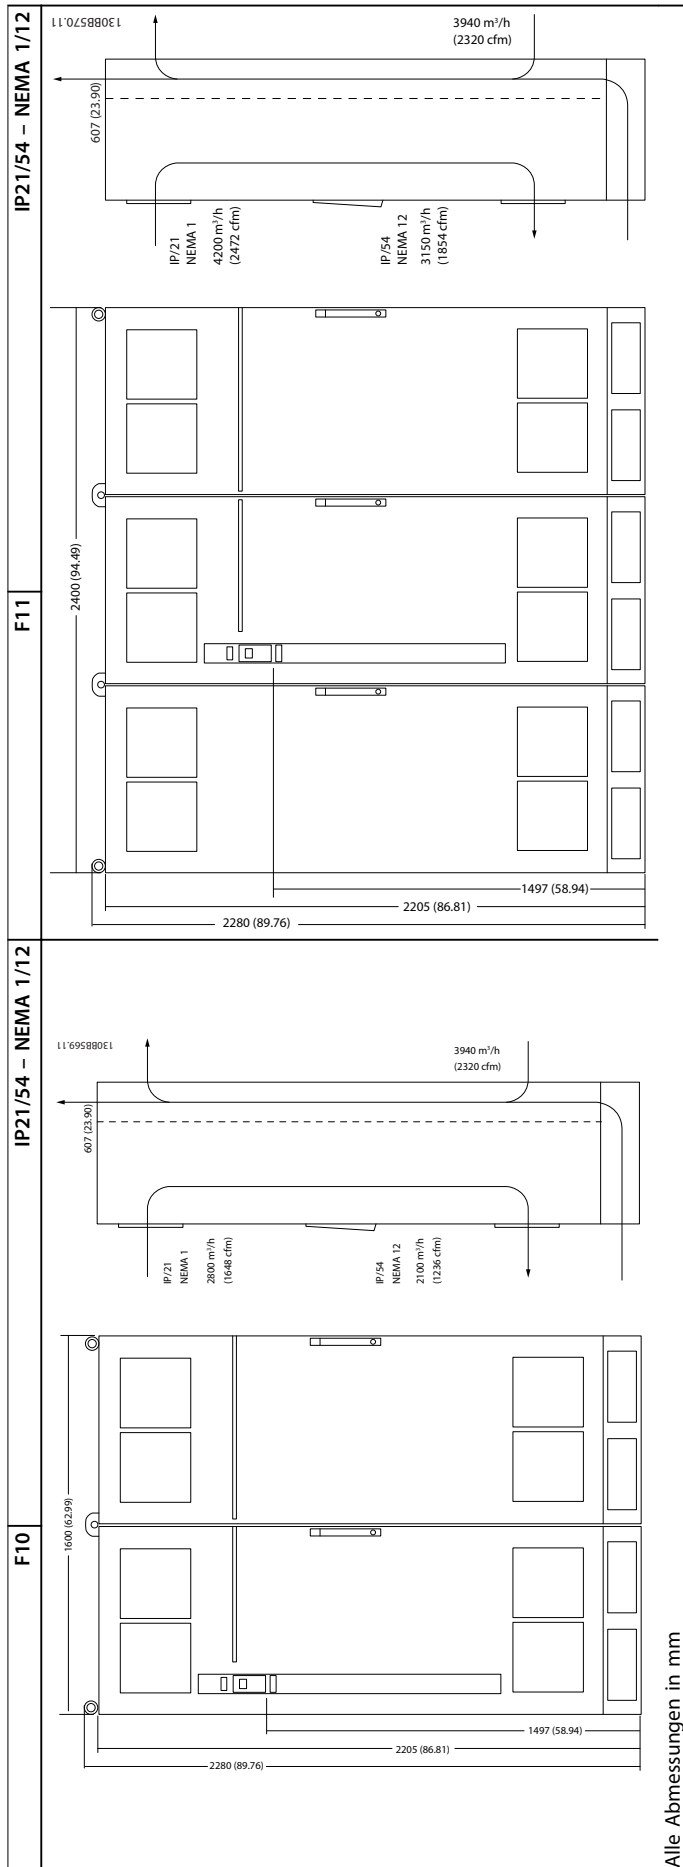 F10
IP21/54 – NEMA 1/12
F11
IP21/54 – NEMA 1/12
130BB569.11
607 (23.90)
3940 m³/h
(2320 cfm)
IP/21
NEMA 1
2800 m³/h
(1648 cfm)
IP/54
NEMA 12
2100 m³/h
(1236 cfm)
1600 (62.99)
1497 (58.94)
2205 (86.81)
2280 (89.76)
130BB570.11
607 (23.90)
3940 m³/h
(2320 cfm)
IP/21
NEMA 1
4200 m³/h
(2472 cfm)
IP/54
NEMA 12
3150 m³/h
(1854 cfm)
2400 (94.49)
1497 (58.94)
2205 (86.81)
2280 (89.76)
Alle Abmessungen in mm